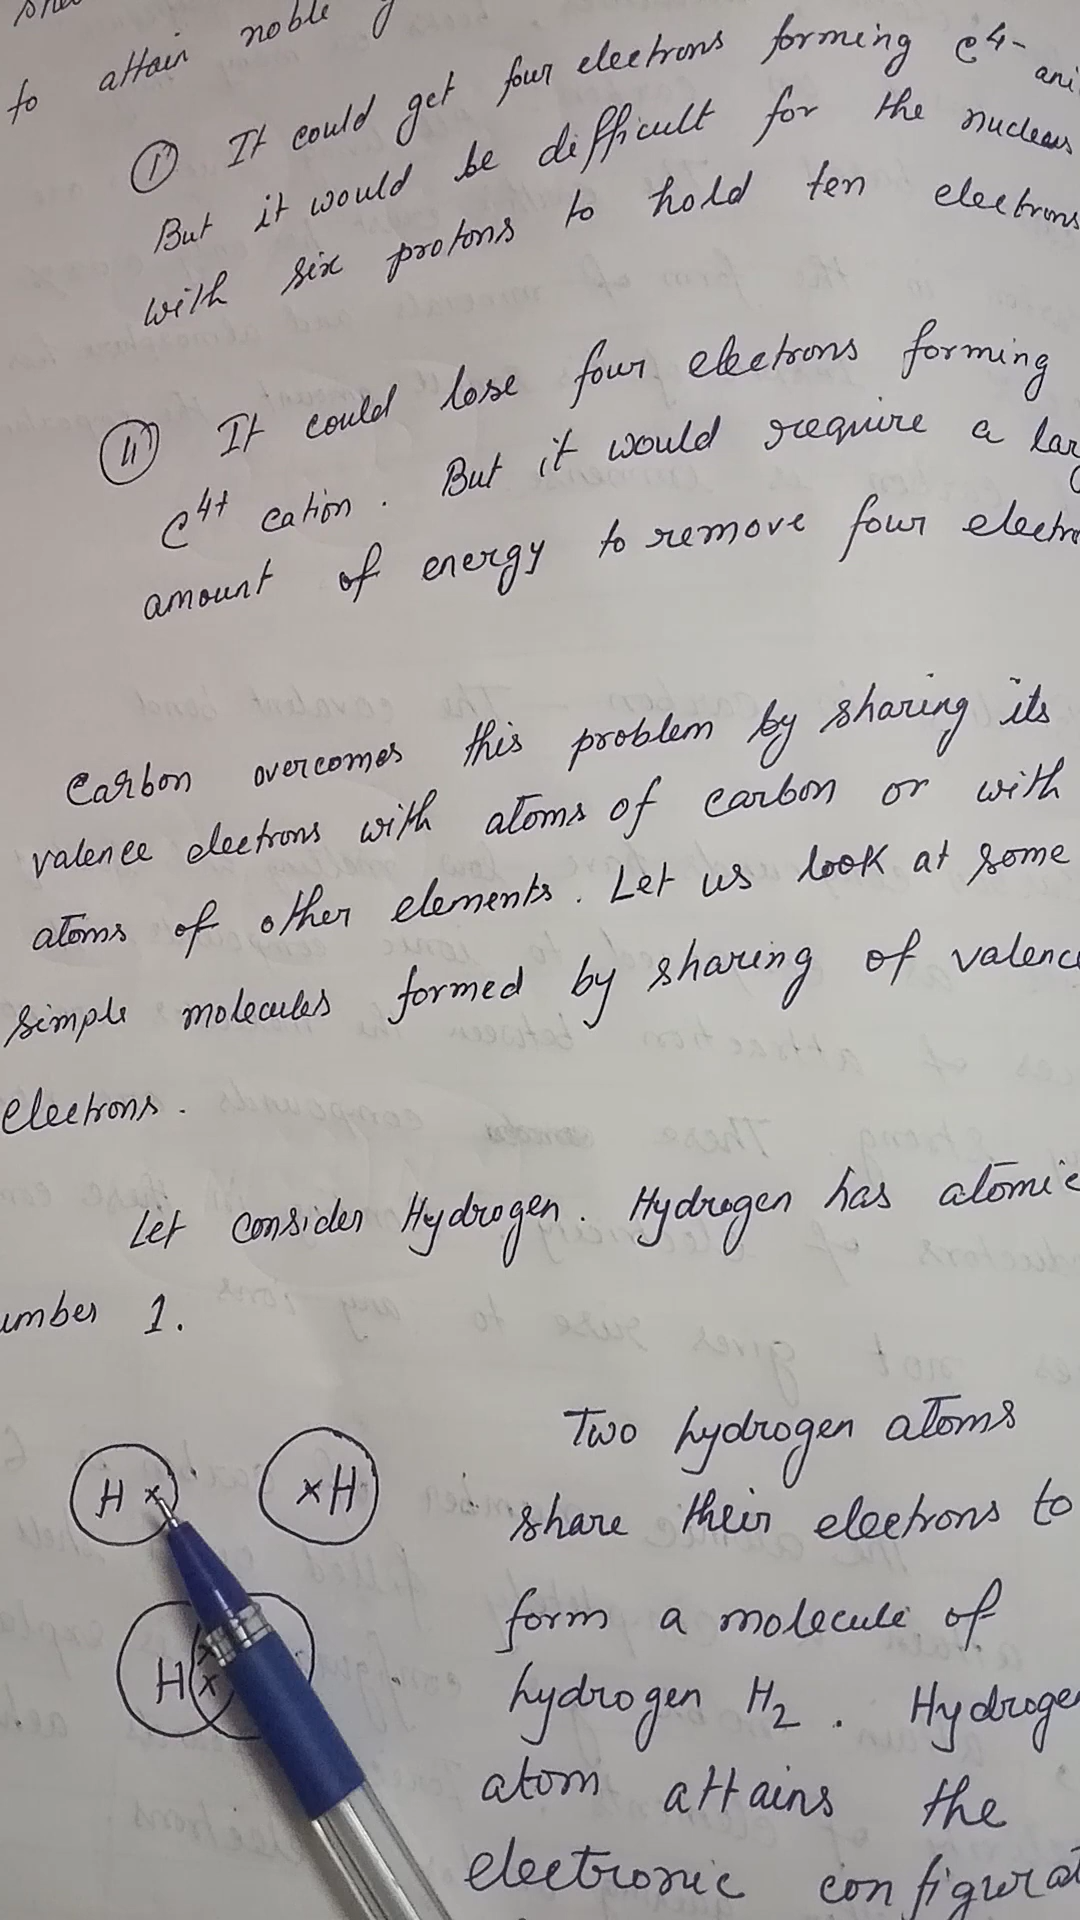 to attain noble
(i) It could get four electrons forming C4-
But it would be difficult for the nucleus
with six protons to hold ten electrons
(ii) It could lose four electrons forming
C4+ cation. But it would require a
amount of energy to remove four
Carbon overcomes this problem by sharing its
valence electrons with atoms of carbon or with
atoms of other elements. Let us look at some
simple molecules formed by sharing of valence
electrons.
Let consider Hydrogen. Hydrogen has atomic
umber 1.
H x
xH
Two hydrogen atoms
share their electrons to
form a molecule of
H x
hydrogen H2. Hydroge
atom attains the
electronic configurat